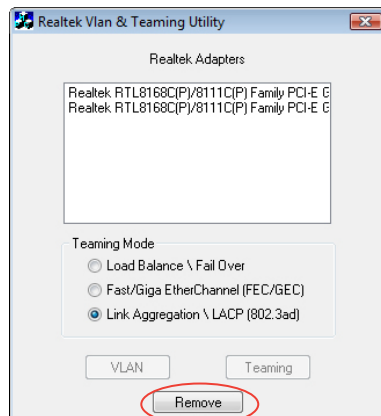 Realtek Vlan & Teaming Utility
Realtek Adapters
Realtek RTL8168C(P)/8111C(P) Family PCI-E G
Realtek RTL8168C(P)/8111C(P) Family PCI-E G
Teaming Mode
Load Balance \ Fail Over
Fast/Giga EtherChannel (FEC/GEC)
Link Aggregation \ LACP (802.3ad)
VLAN Teaming
Remove